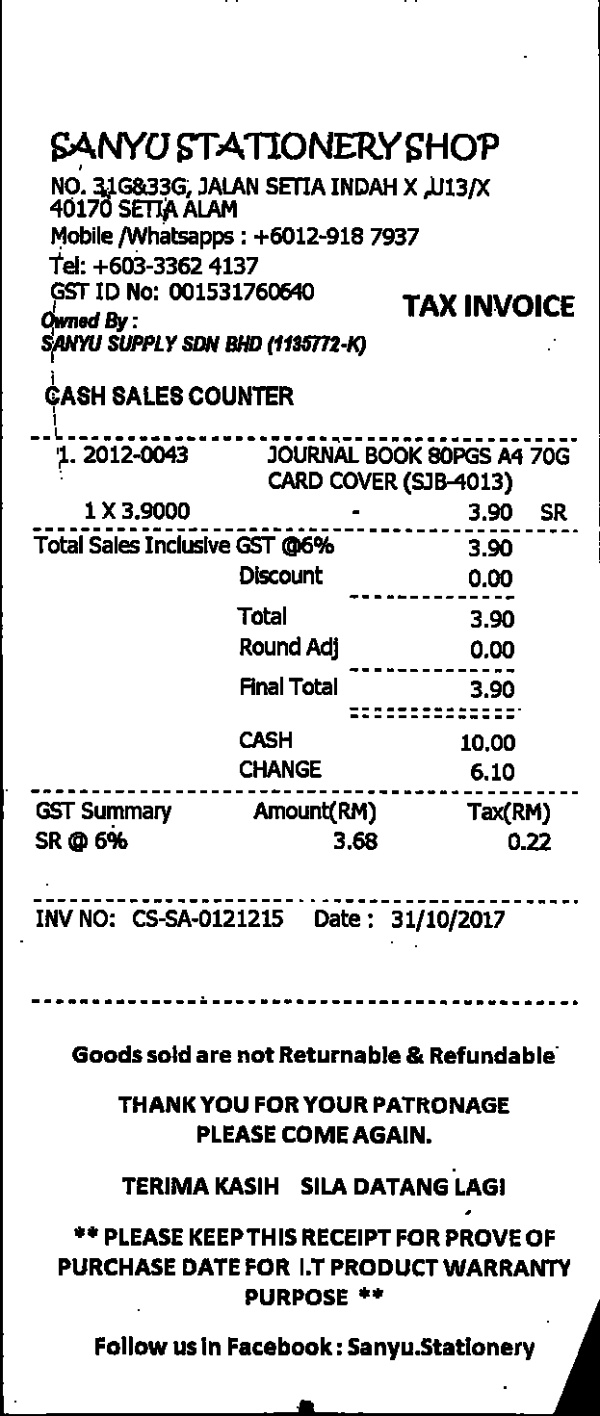 SANYU STATIONERY SHOP
NO. 31G&33G, JALAN SETIA INDAH X ,U13/X
40170 SETIA ALAM
Mobile /Whatsapps : +6012-918 7937
Tel: +603-3362 4137
GST ID No: 001531760640
TAX INVOICE
Owned By :
SANYU SUPPLY SDN BHD (1135772-K)
CASH SALES COUNTER
1. 2012-0043 JOURNAL BOOK 80PGS A4 70G
CARD COVER (SJB-4013)
1 X 3.9000 - 3.90 SR
Total Sales Inclusive GST @6% 3.90
Discount 0.00
Total 3.90
Round Adj 0.00
Final Total 3.90
CASH 10.00
CHANGE 6.10
GST Summary Amount(RM) Tax(RM)
SR @ 6% 3.68 0.22
INV NO: CS-SA-0121215 Date : 31/10/2017
Goods sold are not Returnable & Refundable
THANK YOU FOR YOUR PATRONAGE
PLEASE COME AGAIN.
TERIMA KASIH SILA DATANG LAGI
** PLEASE KEEP THIS RECEIPT FOR PROVE OF
PURCHASE DATE FOR I.T PRODUCT WARRANTY
PURPOSE **
Follow us in Facebook : Sanyu.Stationery